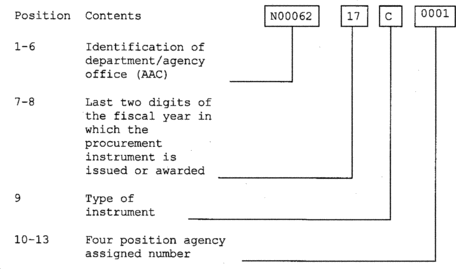 Position Contents N00062 17 C 0001
1-6 Identification of
department/agency
office (AAC)
7-8 Last two digits of
the fiscal year in
which the
procurement
instrument is
issued or awarded
9 Type of
instrument
10-13 Four position agency
assigned number